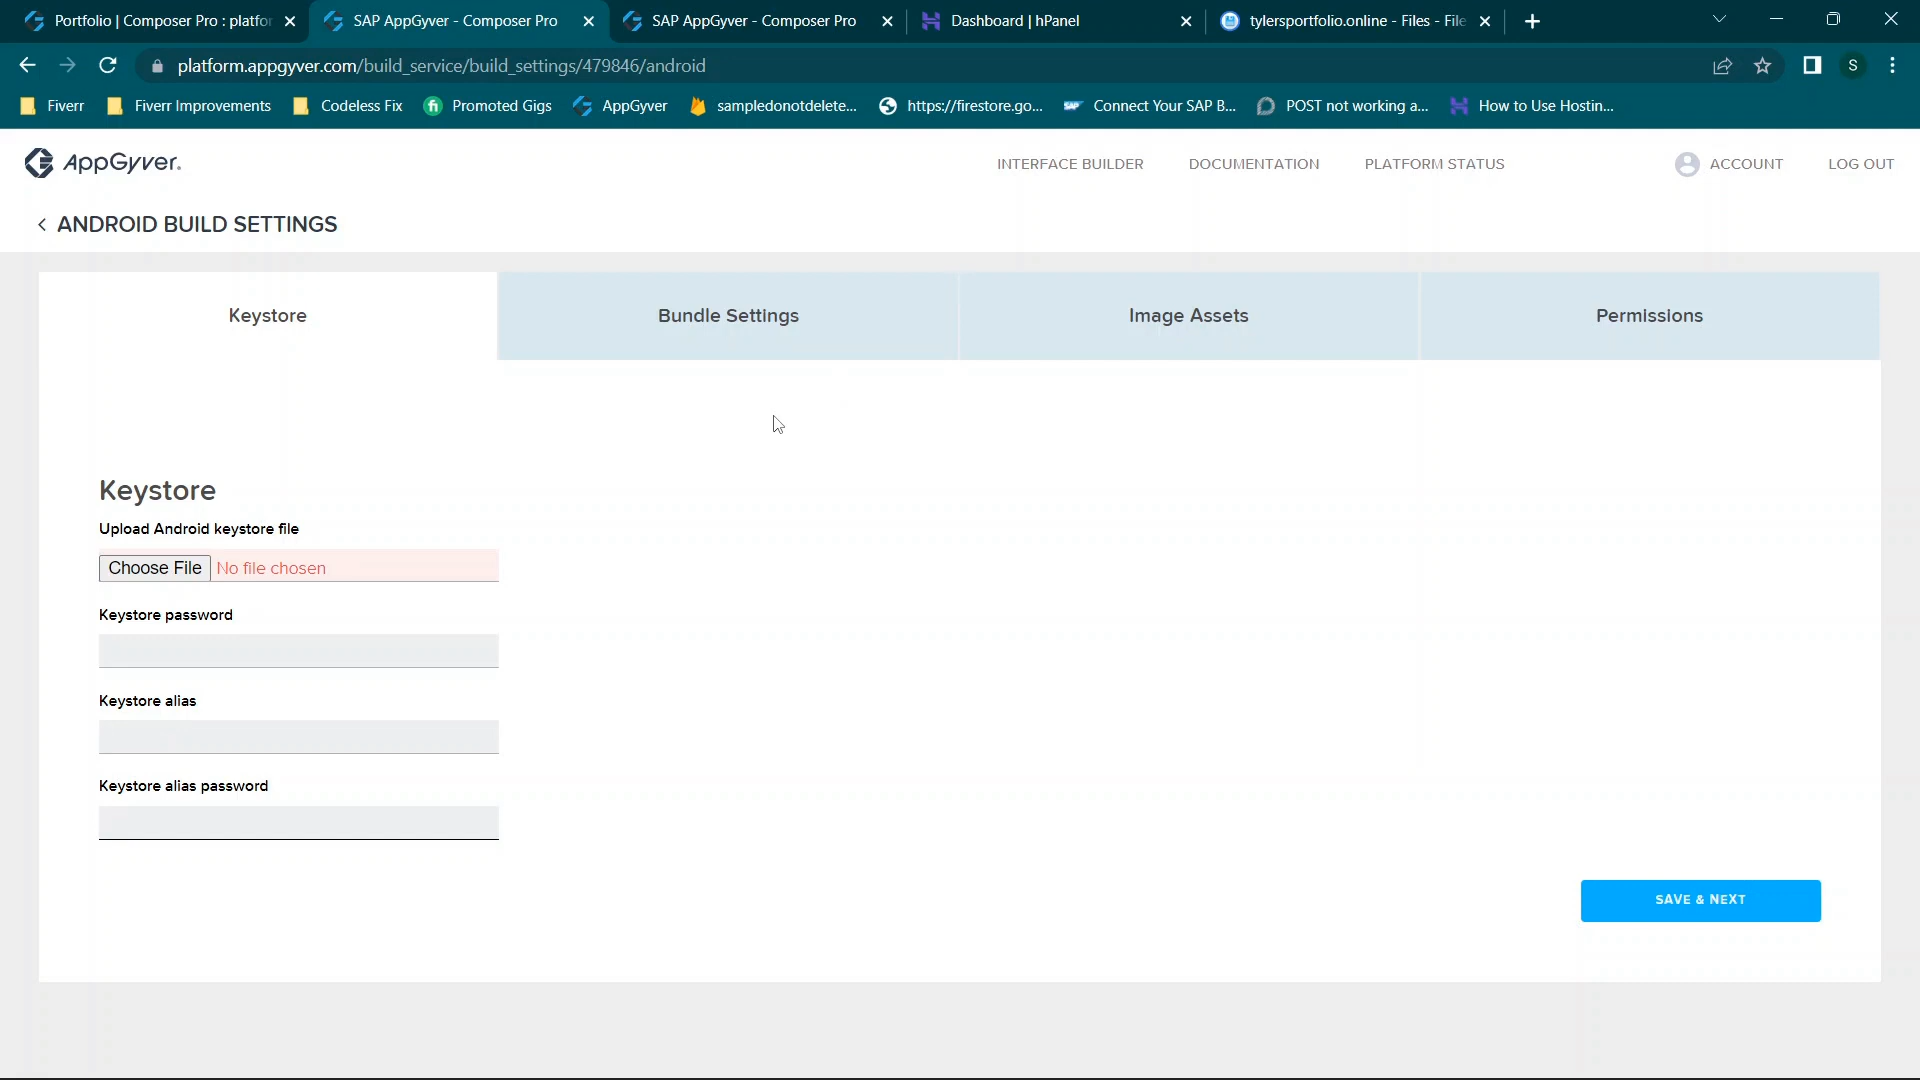 Portfolio | Composer Pro : platfor
SAP AppGyver - Composer Pro
SAP AppGyver - Composer Pro
Dashboard | hPanel
tylersportfolio.online - Files - File
platform.appgyver.com/build_service/build_settings/479846/android
S
Fiverr
Fiverr Improvements
Codeless Fix
Promoted Gigs
AppGyver
sampledonotdelete...
https://firestore.go...
Connect Your SAP B...
POST not working a...
How to Use Hostin...
AppGyver.
INTERFACE BUILDER
DOCUMENTATION
PLATFORM STATUS
ACCOUNT
LOG OUT
< ANDROID BUILD SETTINGS
Keystore
Bundle Settings
Image Assets
Permissions
Keystore
Upload Android keystore file
Choose File No file chosen
Keystore password
Keystore alias
Keystore alias password
SAVE & NEXT